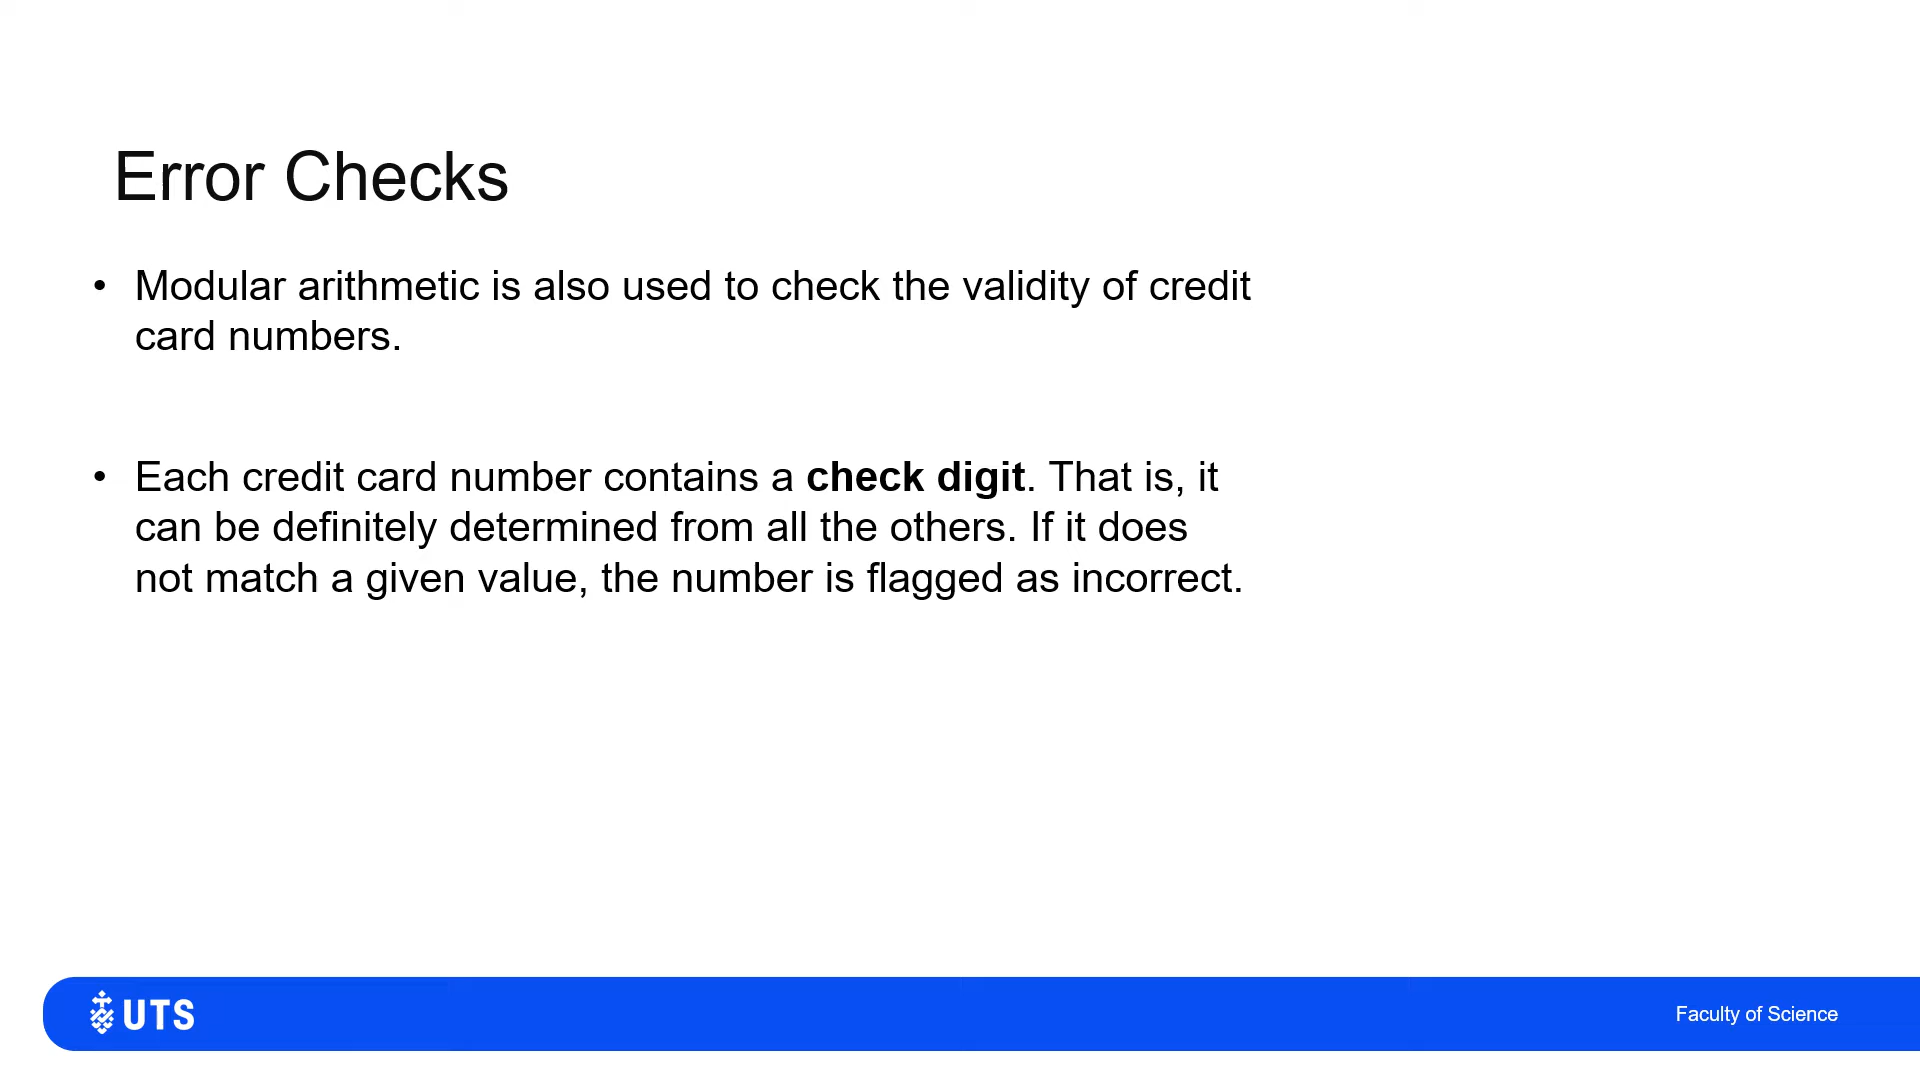 Error Checks
• Modular arithmetic is also used to check the validity of credit
card numbers.
• Each credit card number contains a check digit. That is, it
can be definitely determined from all the others. If it does
not match a given value, the number is flagged as incorrect.
UTS
Faculty of Science